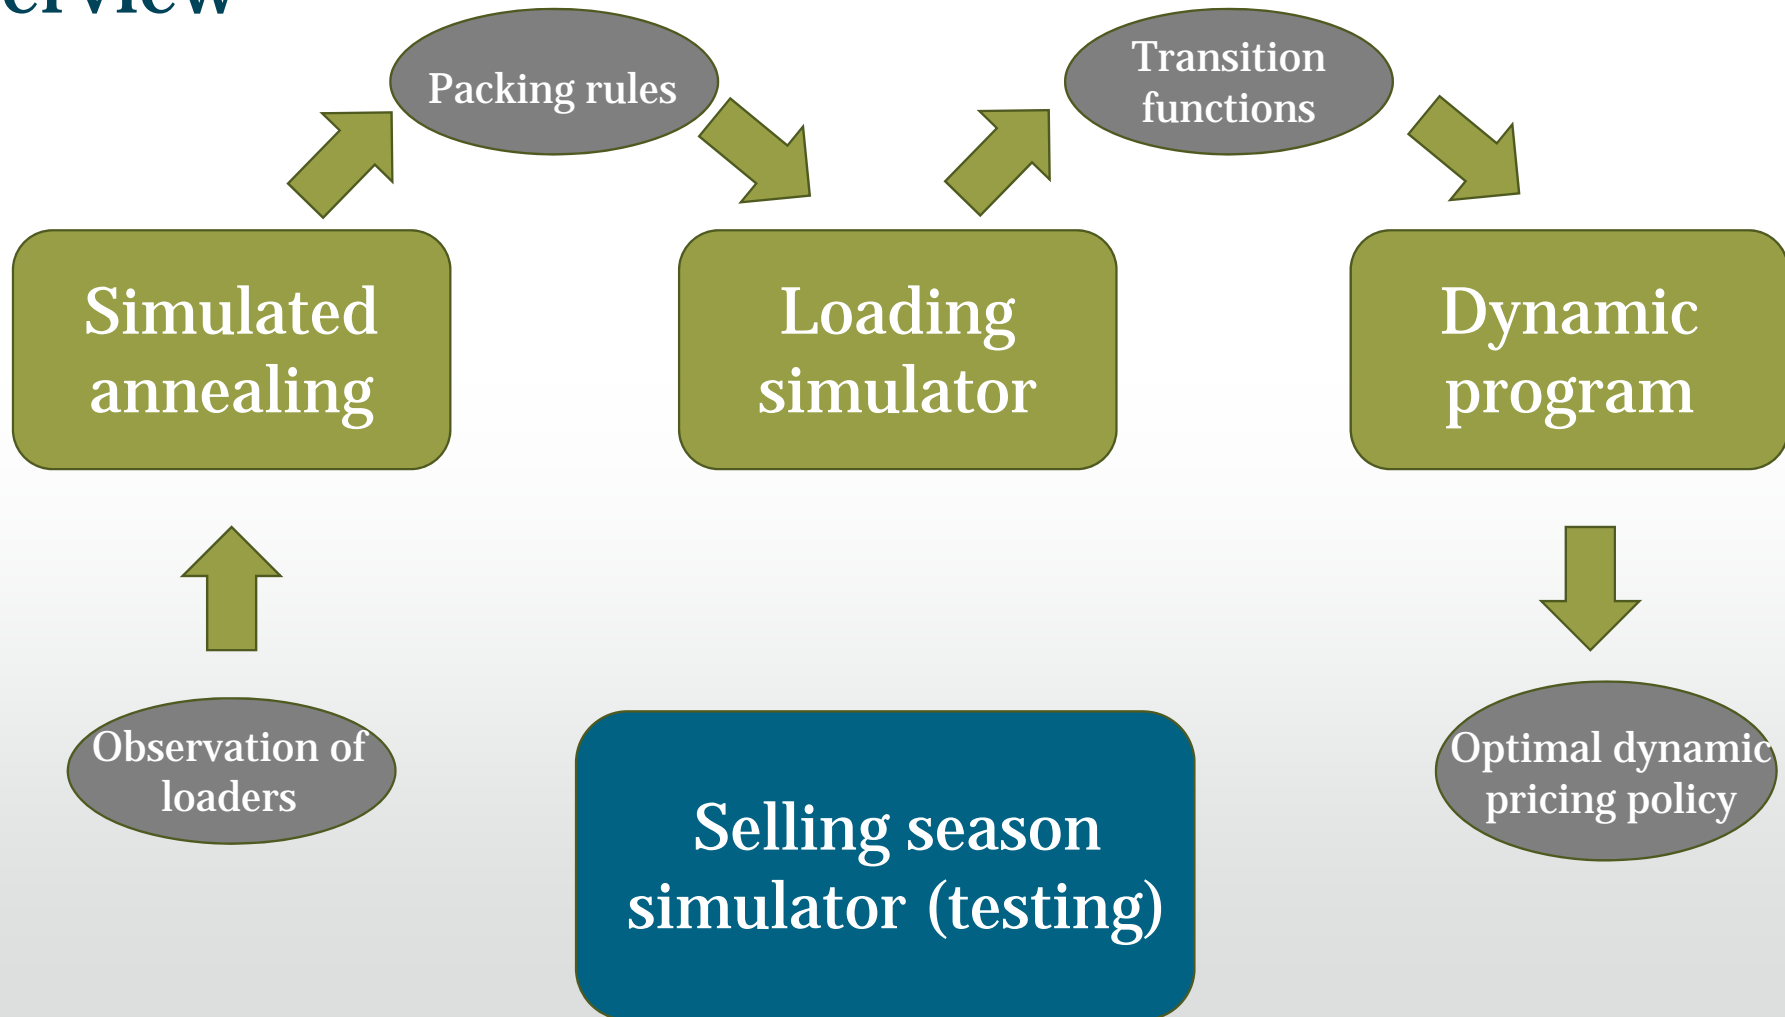 erview
Packing rules
Transition
functions
Simulated
annealing
Loading
simulator
Dynamic
program
Observation of
loaders
Selling season
simulator (testing)
Optimal dynamic
pricing policy